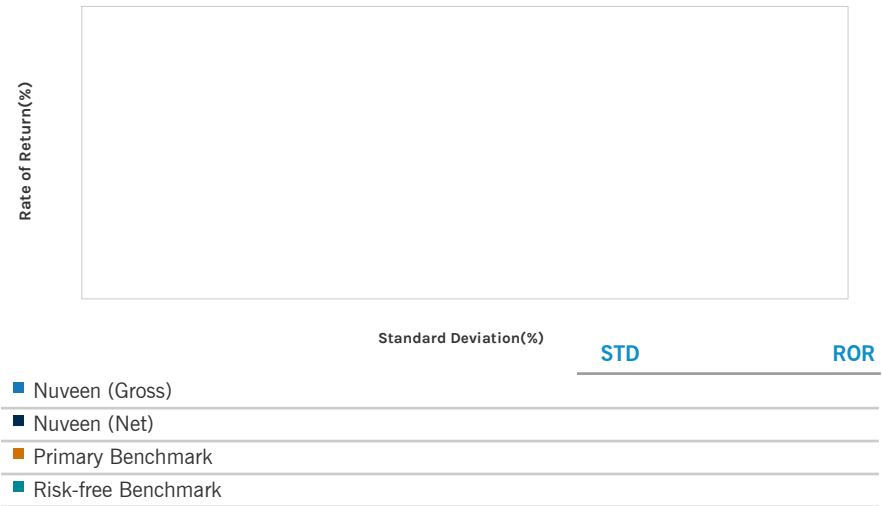 Rate of Return(%)
Standard Deviation(%)
STD ROR
Nuveen (Gross)
Nuveen (Net)
Primary Benchmark
Risk-free Benchmark